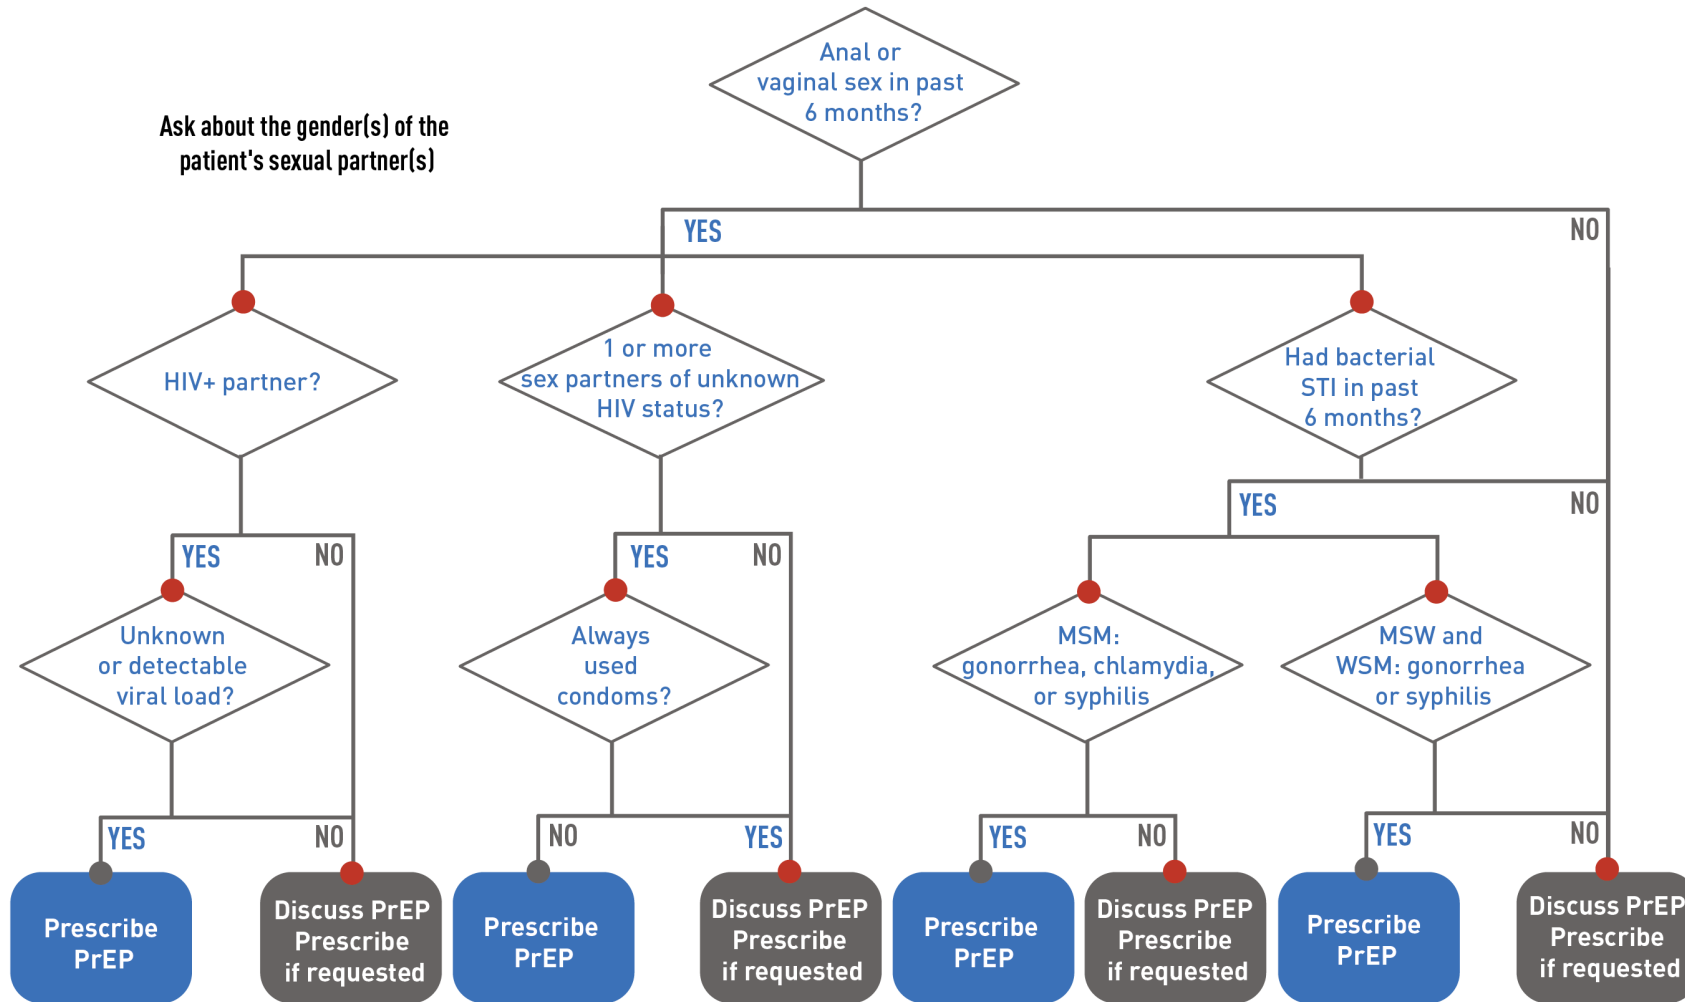 Anal or
vaginal sex in past
6 months?
Ask about the gender(s) of the
patient's sexual partner(s)
YES
NO
HIV+ partner?
1 or more
sex partners of unknown
HIV status?
Had bacterial
STI in past
6 months?
YES
NO
YES
NO
YES
NO
Unknown
or detectable
viral load?
Always
used
condoms?
MSM:
gonorrhea, chlamydia,
or syphilis
MSW and
WSM: gonorrhea
or syphilis
YES
NO
NO
YES
YES
NO
YES
NO
Prescribe
PrEP
Discuss PrEP
Prescribe
if requested
Prescribe
PrEP
Discuss PrEP
Prescribe
if requested
Prescribe
PrEP
Discuss PrEP
Prescribe
if requested
Prescribe
PrEP
Discuss PrEP
Prescribe
if requested